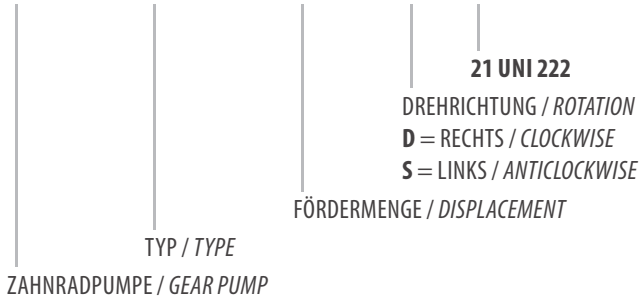 21 UNI 222
DREHRICHTUNG / ROTATION
D = RECHTS / CLOCKWISE
S = LINKS / ANTICLOCKWISE
FÖRDERMENGE / DISPLACEMENT
TYP / TYPE
ZAHNRADPUMPE / GEAR PUMP